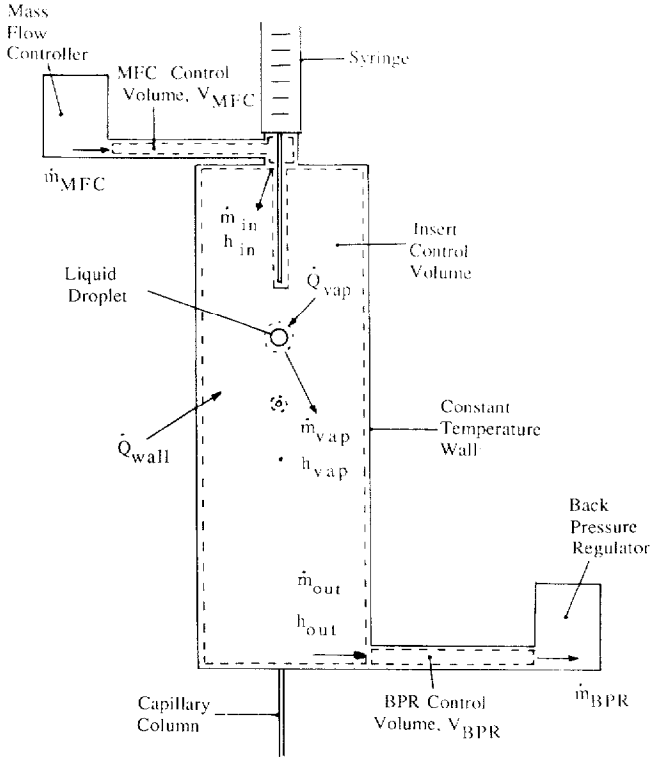 Mass
Flow
Controller
MFC Control
Volume, V_MFC
Syringe
ṁ_MFC
ṁ_in
h_in
Insert
Control
Volume
Liquid
Droplet
Q̇_vap
Q̇_wall
ṁ_vap
h_vap
Constant
Temperature
Wall
Back
Pressure
Regulator
ṁ_out
h_out
Capillary
Column
BPR Control
Volume, V_BPR
ṁ_BPR